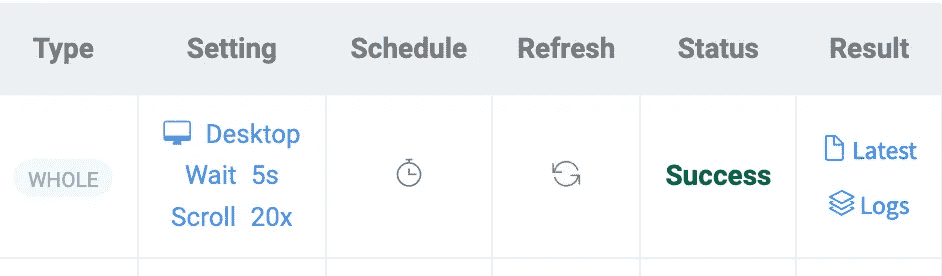 Type Setting Schedule Refresh Status Result
WHOLE
Desktop
Wait 5s
Scroll 20x
Success
Latest
Logs